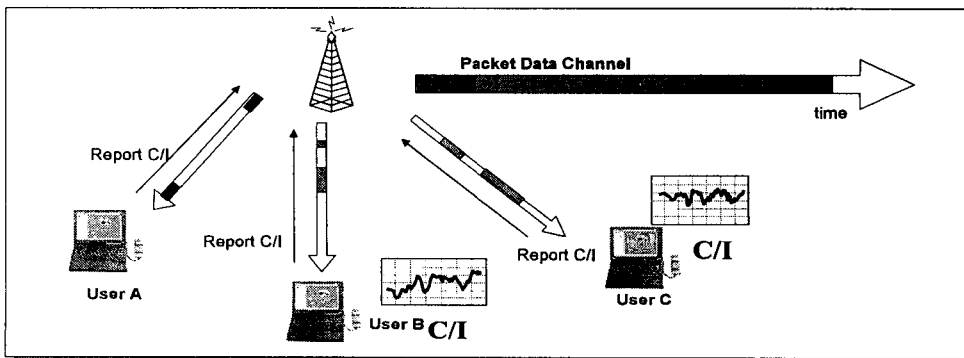 Packet Data Channel
time
Report C/I
Report C/I
Report C/I
C/I
User A
User B
C/I
User C